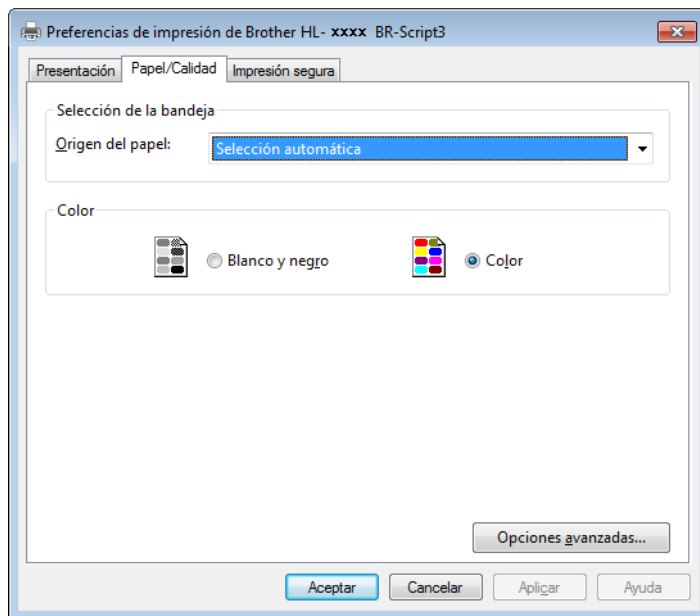 Preferencias de impresión de Brother HL- xxxx BR-Script3
Presentación Papel/Calidad Impresión segura
Selección de la bandeja
Origen del papel: Selección automática
Color
Blanco y negro Color
Opciones avanzadas...
Aceptar Cancelar Aplicar Ayuda